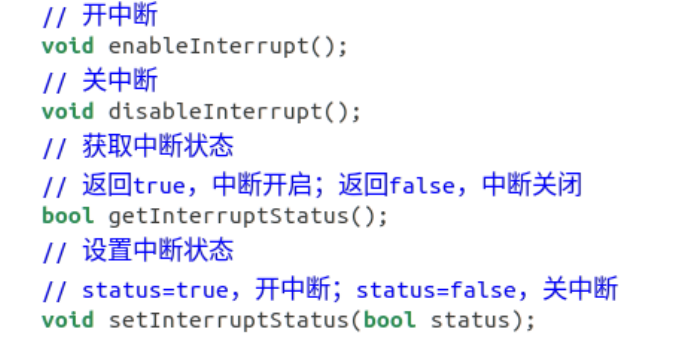 // 开中断
void enableInterrupt();
// 关中断
void disableInterrupt();
// 获取中断状态
// 返回true，中断开启；返回false，中断关闭
bool getInterruptStatus();
// 设置中断状态
// status=true，开中断；status=false，关中断
void setInterruptStatus(bool status);